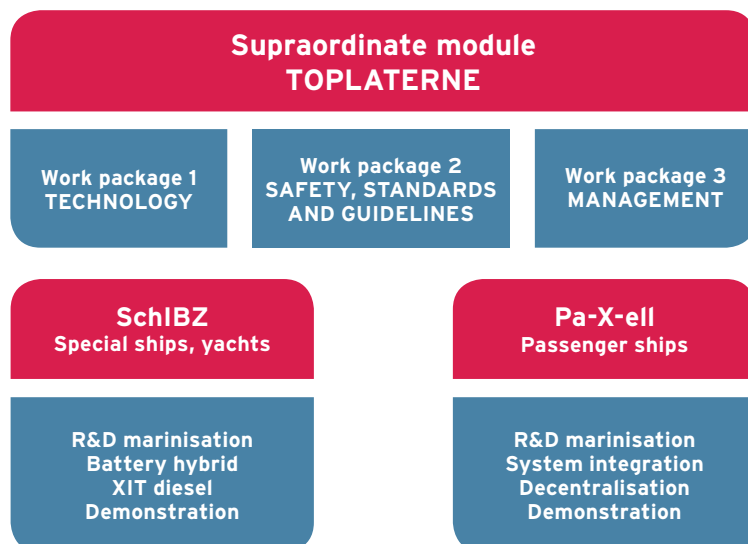 Supraordinate module
TOPLATERNE
Work package 1
TECHNOLOGY
Work package 2
SAFETY, STANDARDS
AND GUIDELINES
Work package 3
MANAGEMENT
SchIBZ
Special ships, yachts
Pa-X-ell
Passenger ships
R&D marinisation
Battery hybrid
XIT diesel
Demonstration
R&D marinisation
System integration
Decentralisation
Demonstration